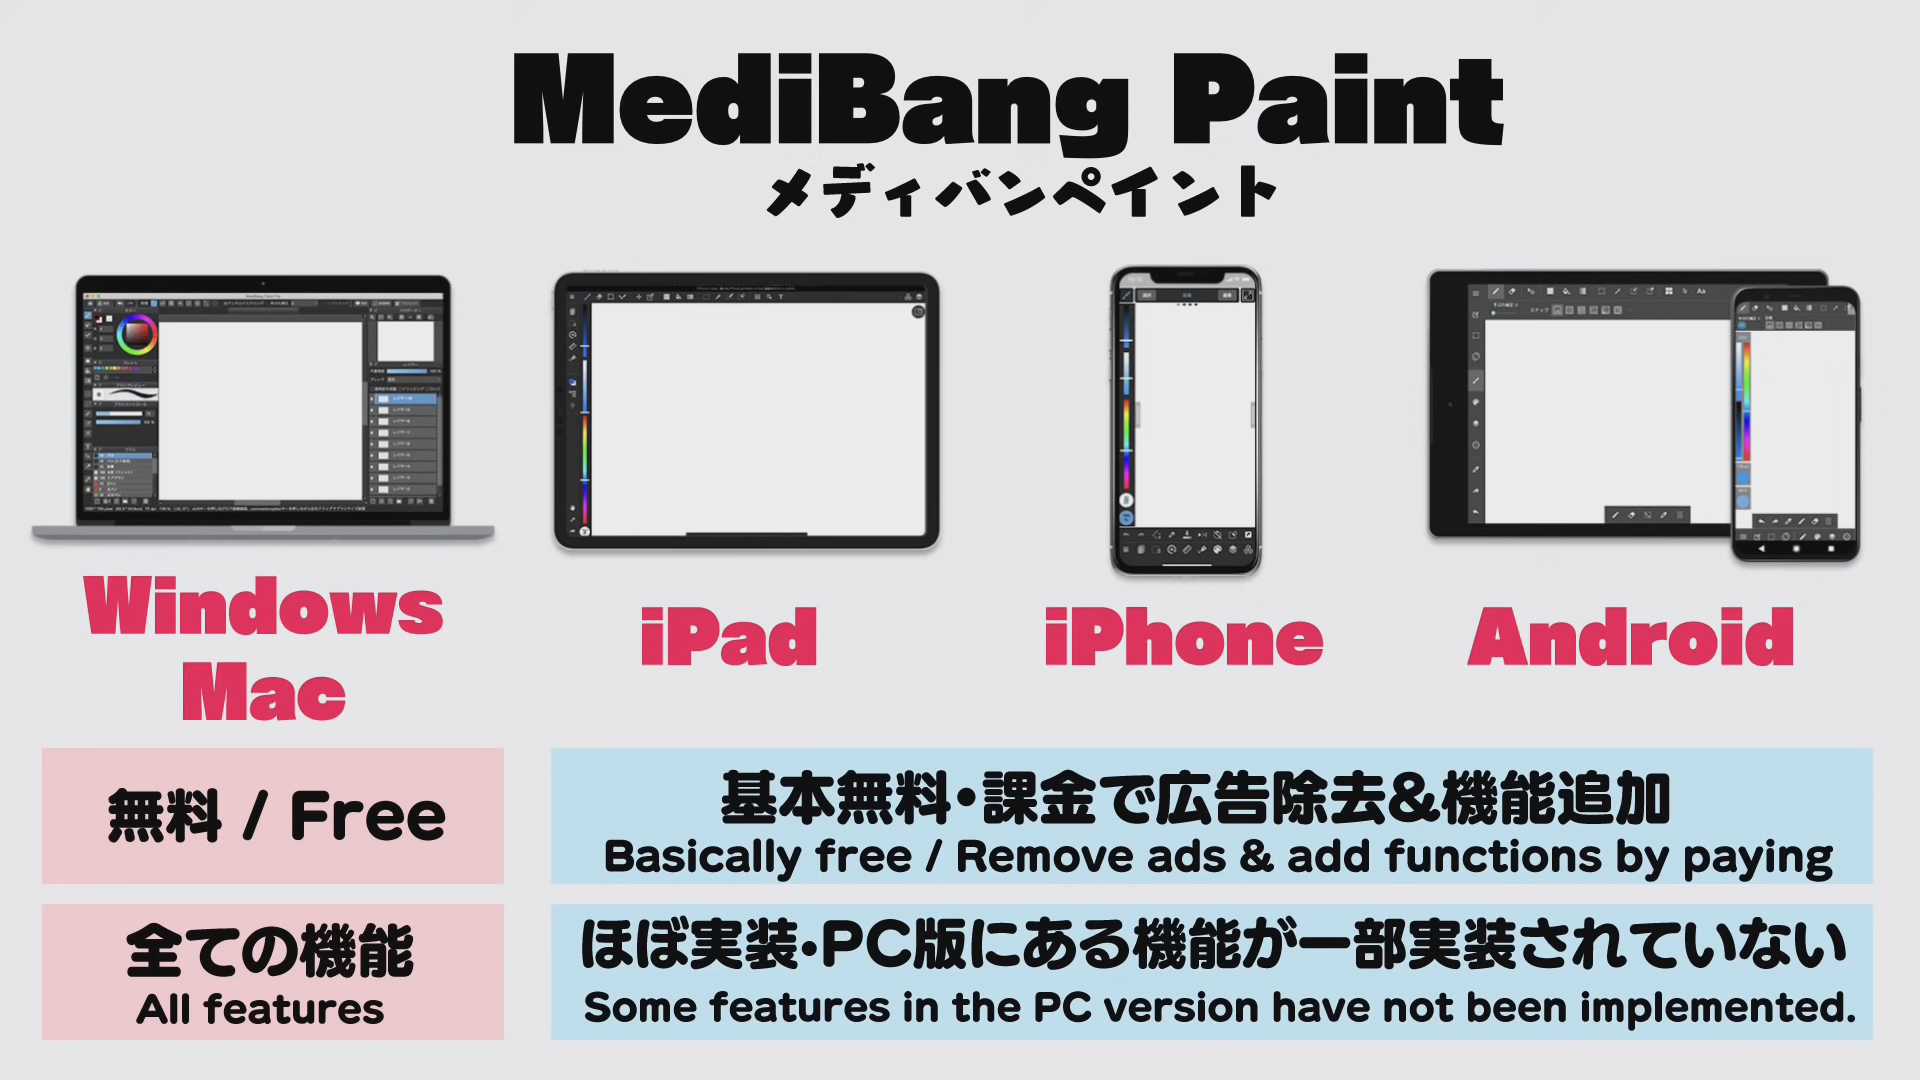 MediBang Paint
メディバンペイント
Windows
Mac
iPad
iPhone
Android
無料 / Free
基本無料・課金で広告除去&機能追加
Basically free / Remove ads & add functions by paying
全ての機能
All features
ほぼ実装・PC版にある機能が一部実装されていない
Some features in the PC version have not been implemented.